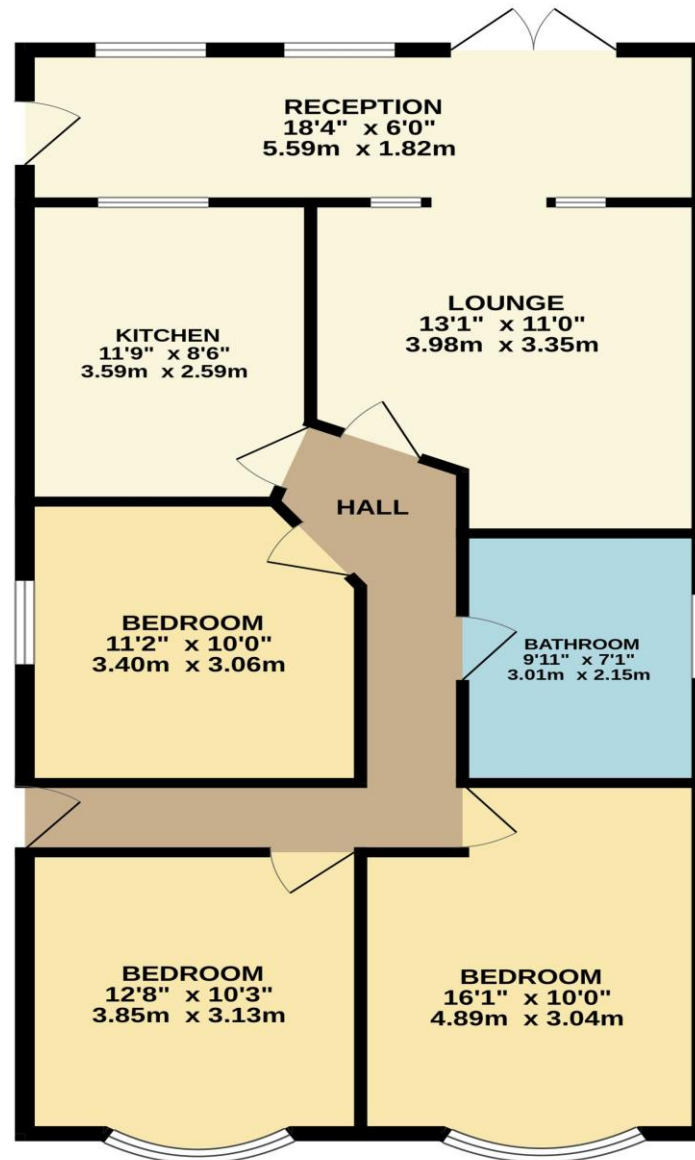 RECEPTION
18'4" x 6'0"
5.59m x 1.82m
LOUNGE
13'1" x 11'0"
3.98m x 3.35m
KITCHEN
11'9" x 8'6"
3.59m x 2.59m
HALL
BEDROOM
11'2" x 10'0"
3.40m x 3.06m
BATHROOM
9'11" x 7'1"
3.01m x 2.15m
BEDROOM
12'8" x 10'3"
3.85m x 3.13m
BEDROOM
16'1" x 10'0"
4.89m x 3.04m